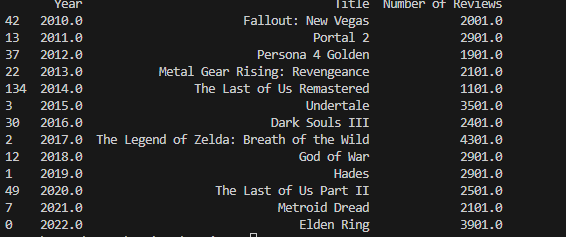 Year Title Number of Reviews
42 2010.0 Fallout: New Vegas 2001.0
13 2011.0 Portal 2 2901.0
37 2012.0 Persona 4 Golden 1901.0
22 2013.0 Metal Gear Rising: Revengeance 2101.0
134 2014.0 The Last of Us Remastered 1101.0
3 2015.0 Undertale 3501.0
30 2016.0 Dark Souls III 2401.0
2 2017.0 The Legend of Zelda: Breath of the Wild 4301.0
12 2018.0 God of War 2901.0
1 2019.0 Hades 2901.0
49 2020.0 The Last of Us Part II 2501.0
7 2021.0 Metroid Dread 2101.0
0 2022.0 Elden Ring 3901.0